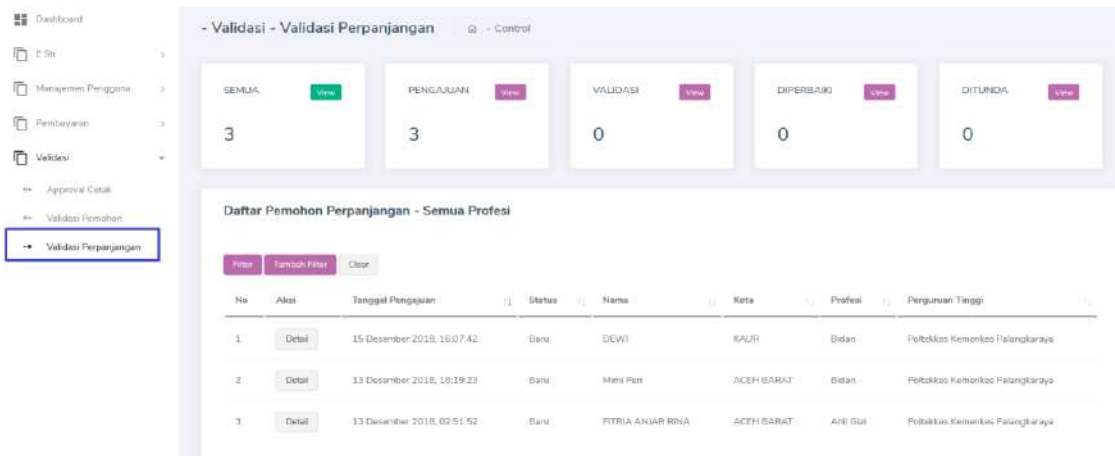 Dashboard
E Str
Manajemen Pengguna
Pembayaran
Validasi
Approval Cetak
Validasi Pemohon
Validasi Perpanjangan
- Validasi - Validasi Perpanjangan - Control
SEMUA View
3
PENGAJUAN View
3
VALIDASI View
0
DIPERBAIKI View
0
DITUNDA View
0
Daftar Pemohon Perpanjangan - Semua Profesi
Filter Tambah Filter Clear
No Aksi Tanggal Pengajuan Status Nama Kota Profesi Perguruan Tinggi
1 Detail 15 Desember 2018, 16:07:42 Baru DEWI KAUR Bidan Poltekkes Kemenkes Palangkaraya
2 Detail 13 Desember 2018, 18:19:23 Baru Mimi ACEH BARAT Bidan Poltekkes Kemenkes Palangkaraya
3 Detail 13 Desember 2018, 02:51:52 Baru FITRIA ANJAR RINA ACEH BARAT Ahli Gizi Poltekkes Kemenkes Palangkaraya